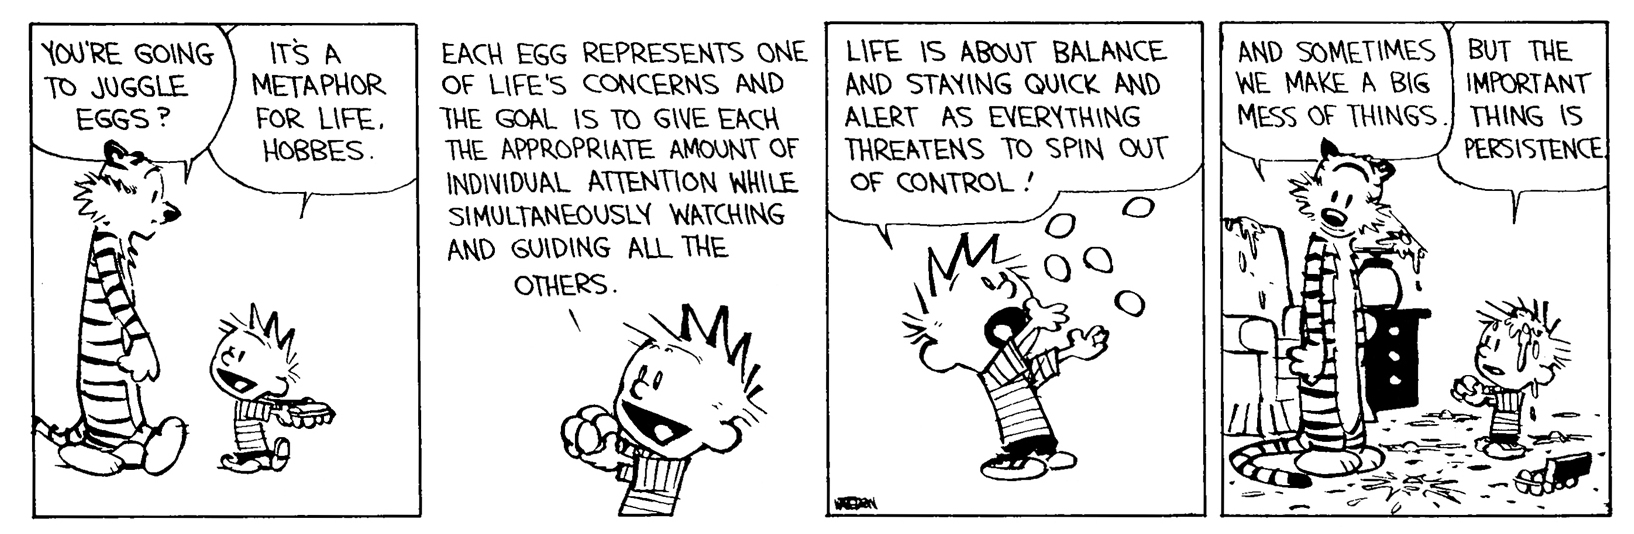 YOU'RE GOING
TO JUGGLE
EGGS?
IT'S A
METAPHOR
FOR LIFE,
HOBBES.
EACH EGG REPRESENTS ONE
OF LIFE'S CONCERNS AND
THE GOAL IS TO GIVE EACH
THE APPROPRIATE AMOUNT OF
INDIVIDUAL ATTENTION WHILE
SIMULTANEOUSLY WATCHING
AND GUIDING ALL THE
OTHERS.
LIFE IS ABOUT BALANCE
AND STAYING QUICK AND
ALERT AS EVERYTHING
THREATENS TO SPIN OUT
OF CONTROL!
AND SOMETIMES
WE MAKE A BIG
MESS OF THINGS.
BUT THE
IMPORTANT
THING IS
PERSISTENCE.